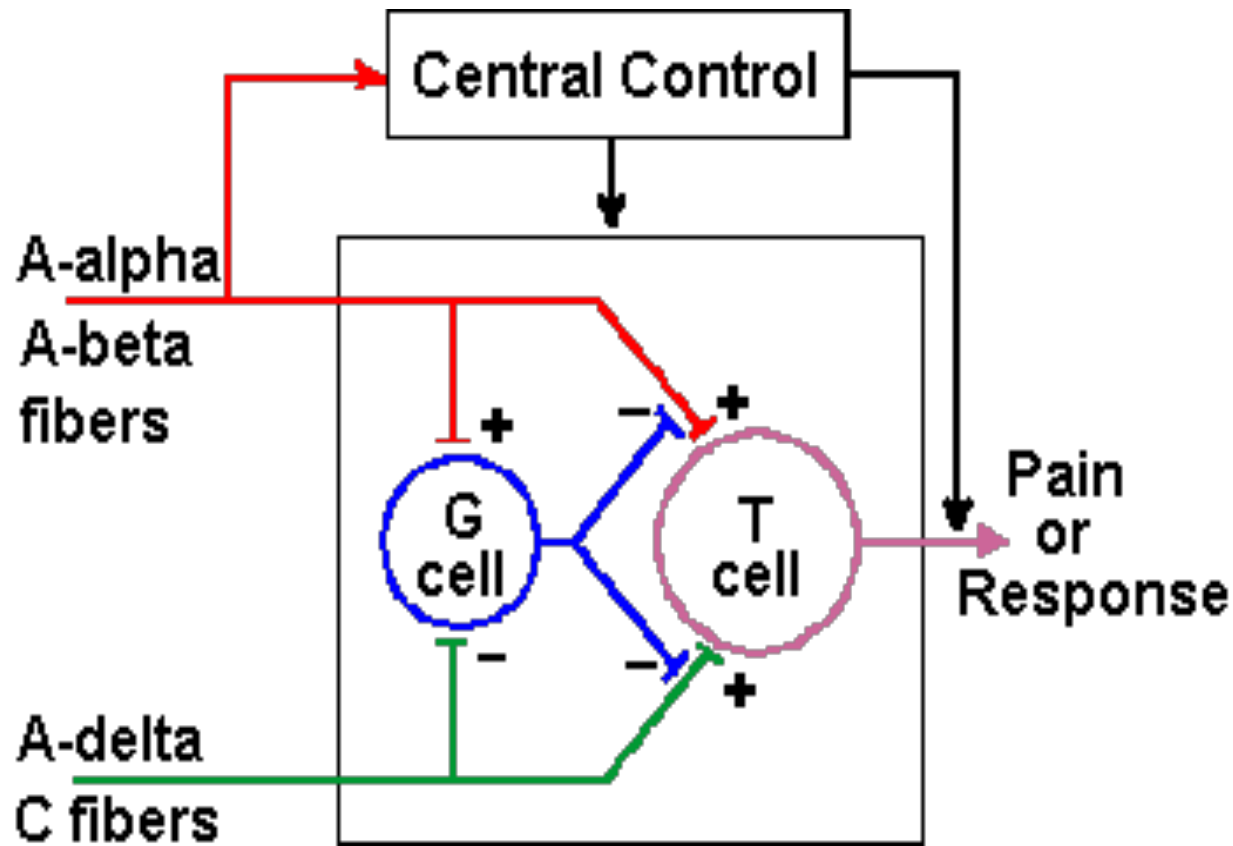 Central Control
A-alpha
A-beta
fibers
+
−
+
G
cell
T
cell
Pain
or
Response
−
−
+
A-delta
C fibers